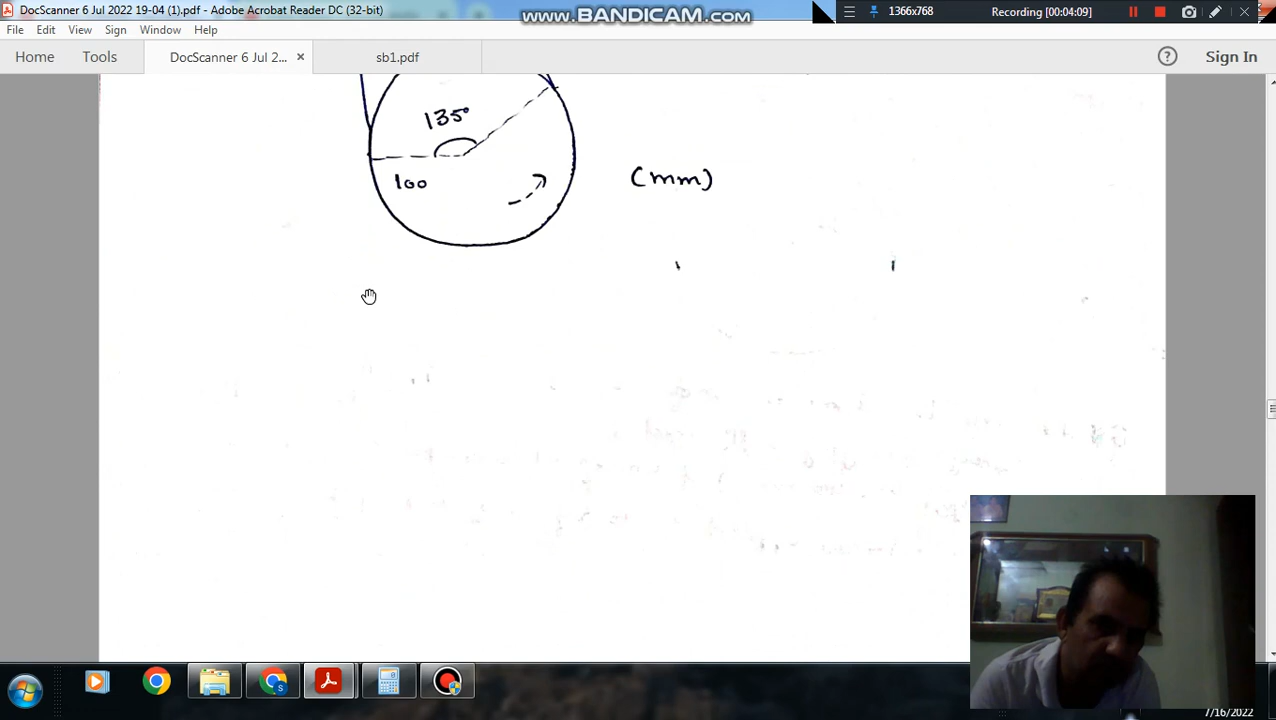 DocScanner 6 Jul 2022 19-04 (1).pdf - Adobe Acrobat Reader DC (32-bit)
www.BANDICAM.com
1366x768
Recording [00:04:09]
File Edit View Sign Window Help
Home Tools DocScanner 6 Jul 2... × sb1.pdf ? Sign In
135°
100
(mm)
7/16/2022